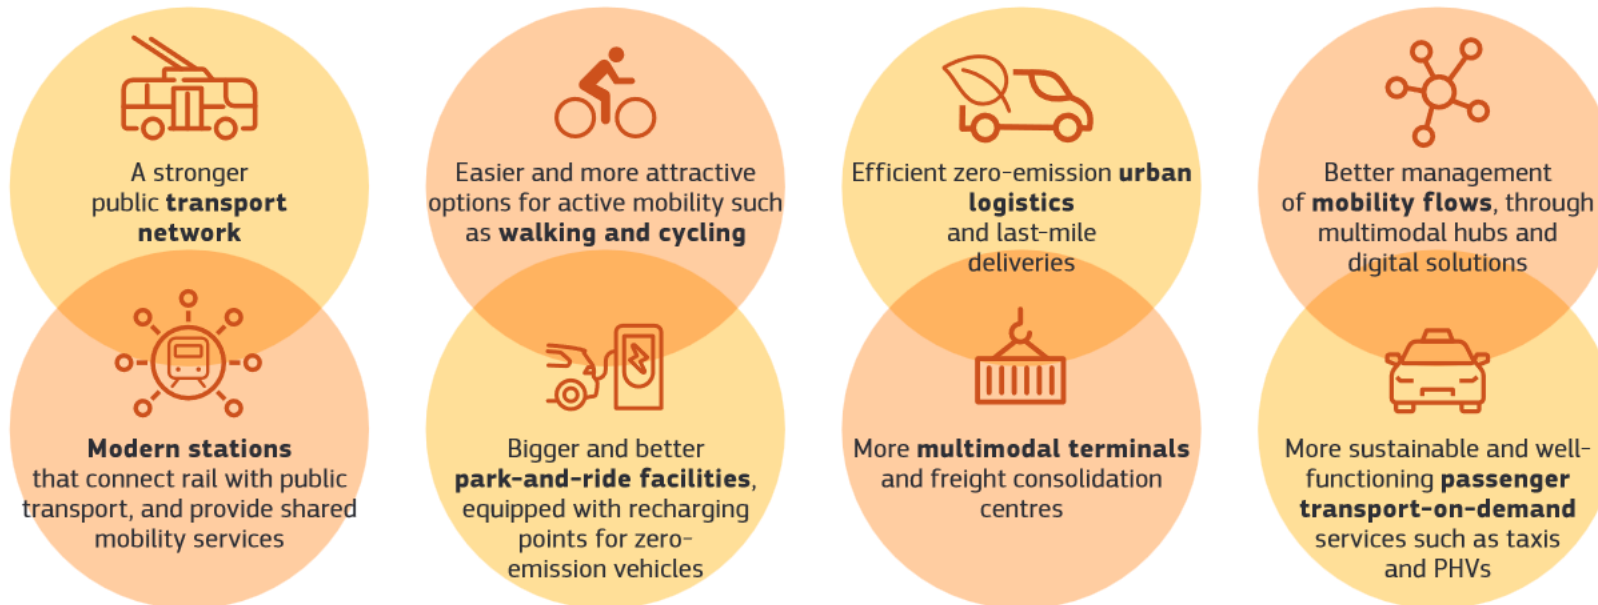 A stronger
public transport
network
Easier and more attractive
options for active mobility such
as walking and cycling
Efficient zero-emission urban
logistics
and last-mile
deliveries
Better management
of mobility flows, through
multimodal hubs and
digital solutions
Modern stations
that connect rail with public
transport, and provide shared
mobility services
Bigger and better
park-and-ride facilities,
equipped with recharging
points for zero-
emission vehicles
More multimodal terminals
and freight consolidation
centres
More sustainable and well-
functioning passenger
transport-on-demand
services such as taxis
and PHVs